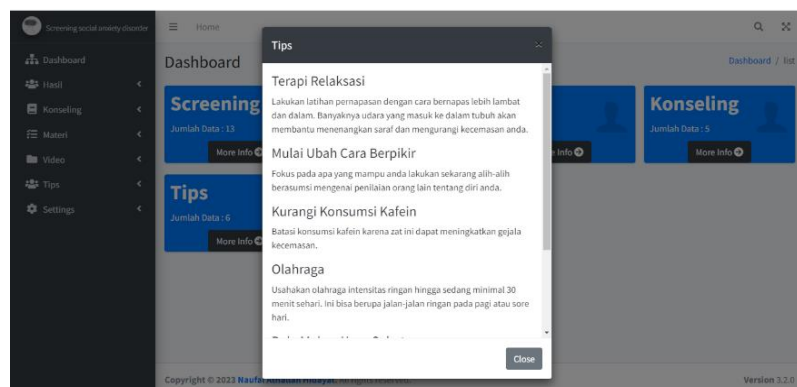 Screening social anxiety disorder
Home
Tips
×
Dashboard
Dashboard
Dashboard / list
Hasil
Konseling
Materi
Video
Tips
Settings
Screening
Jumlah Data : 13
More Info
Info
Konseling
Jumlah Data : 5
More Info
Tips
Jumlah Data : 6
More Info
Terapi Relaksasi
Lakukan latihan pernapasan dengan cara bernapas lebih lambat
dan dalam. Banyaknya udara yang masuk ke dalam tubuh akan
membantu menenangkan saraf dan mengurangi kecemasan anda.
Mulai Ubah Cara Berpikir
Fokus pada apa yang mampu anda lakukan sekarang alih-alih
berasumsi mengenai penilaian orang lain tentang diri anda.
Kurangi Konsumsi Kafein
Batasi konsumsi kafein karena zat ini dapat meningkatkan gejala
kecemasan.
Olahraga
Usahakan olahraga intensitas ringan hingga sedang minimal 30
menit sehari. Ini bisa berupa jalan-jalan ringan pada pagi atau sore
hari.
Close
Copyright © 2023
Version 3.2.0